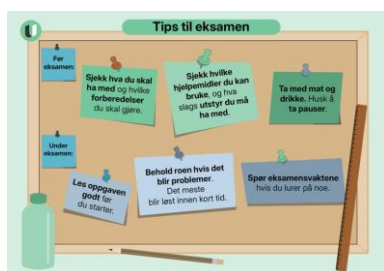 Tips til eksamen
Før
eksamen:
Sjekk hva du skal
ha med og hvilke
forberedelser
du skal gjøre.
Sjekk hvilke
hjelpemidler du kan
bruke, og hva
slags utstyr du må
ha med.
Ta med mat og
drikke. Husk å
ta pauser.
Under
eksamen:
Les oppgaven
godt før
du starter.
Behold roen hvis det
blir problemer.
Det meste
blir løst innen kort tid.
Spør eksamensvaktene
hvis du lurer på noe.